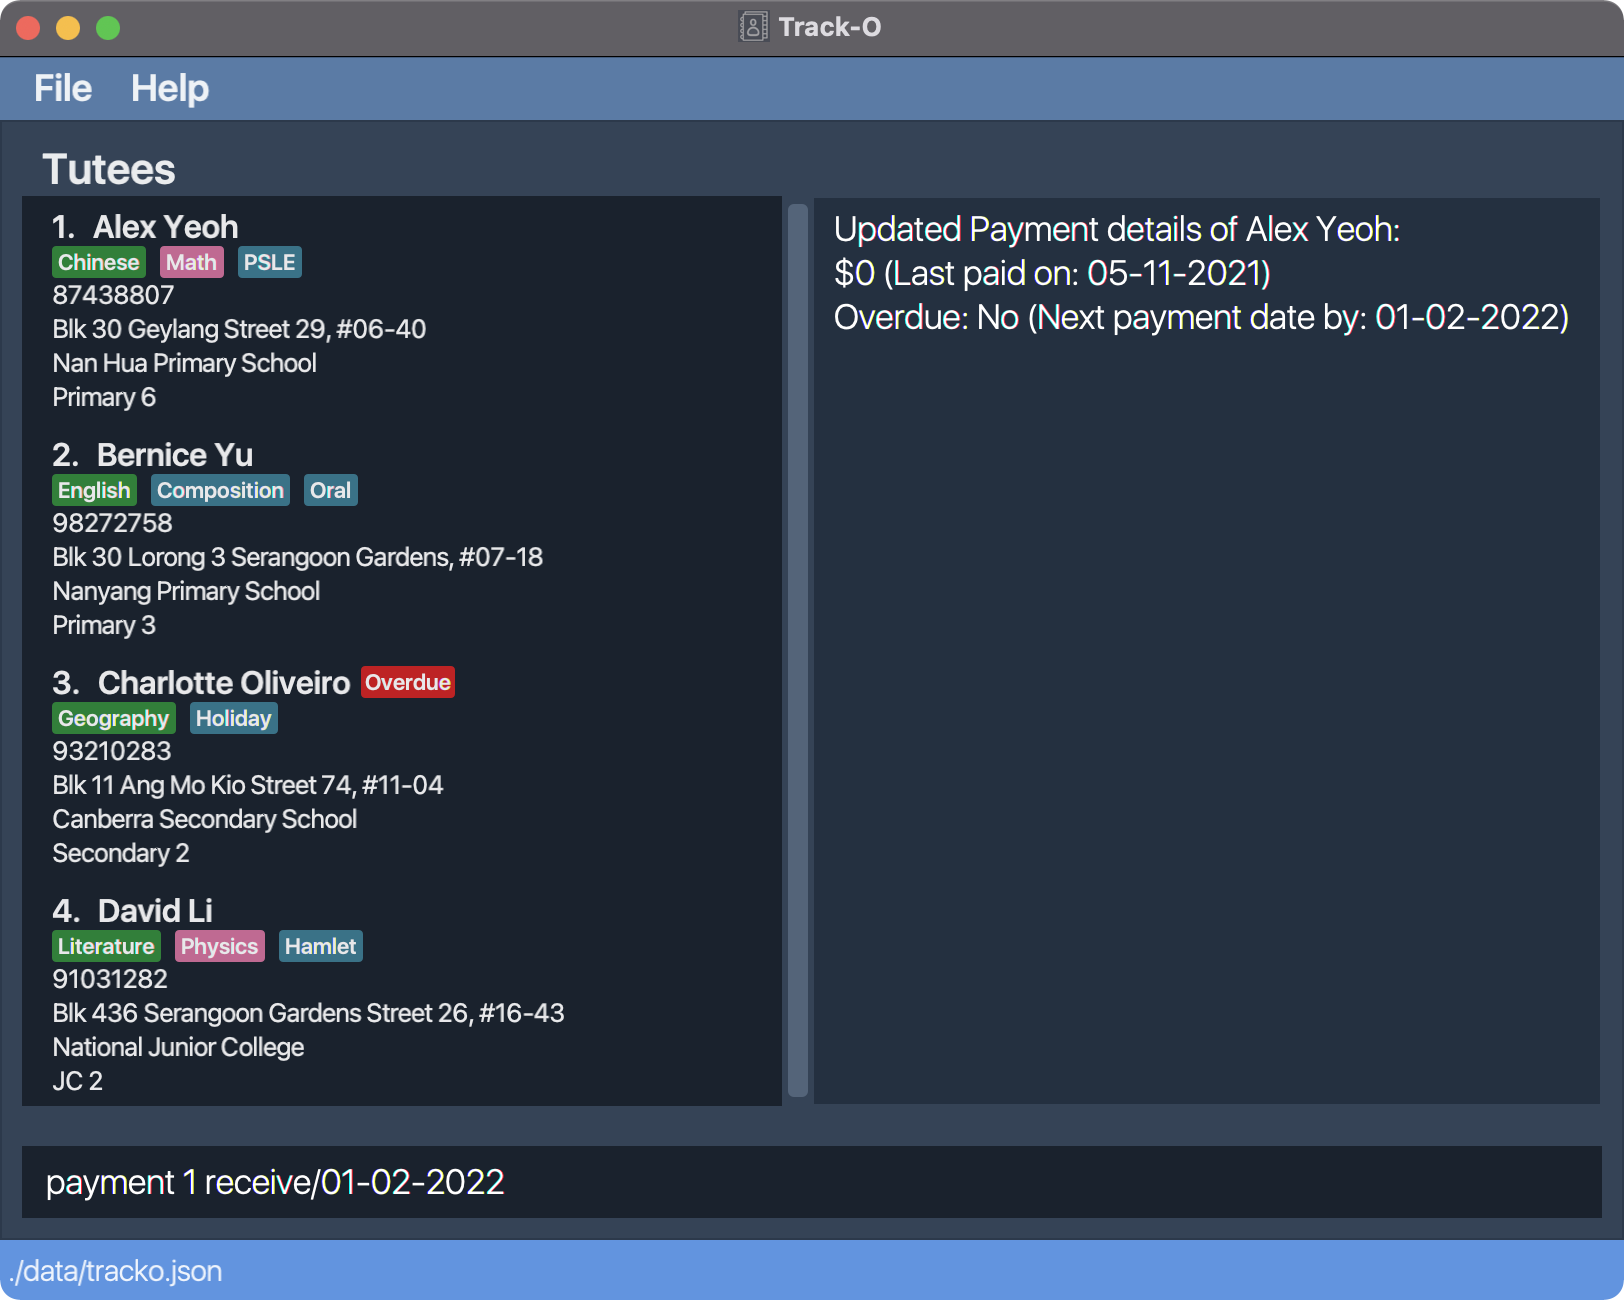 Track-O
File Help
Tutees
1. Alex Yeoh
Chinese Math PSLE
87438807
Blk 30 Geylang Street 29, #06-40
Nan Hua Primary School
Primary 6
2. Bernice Yu
English Composition Oral
98272758
Blk 30 Lorong 3 Serangoon Gardens, #07-18
Nanyang Primary School
Primary 3
3. Charlotte Oliveiro Overdue
Geography Holiday
93210283
Blk 11 Ang Mo Kio Street 74, #11-04
Canberra Secondary School
Secondary 2
4. David Li
Literature Physics Hamlet
91031282
Blk 436 Serangoon Gardens Street 26, #16-43
National Junior College
JC 2
Updated Payment details of Alex Yeoh:
$0 (Last paid on: 05-11-2021)
Overdue: No (Next payment date by: 01-02-2022)
payment 1 receive/01-02-2022
./data/tracko.json